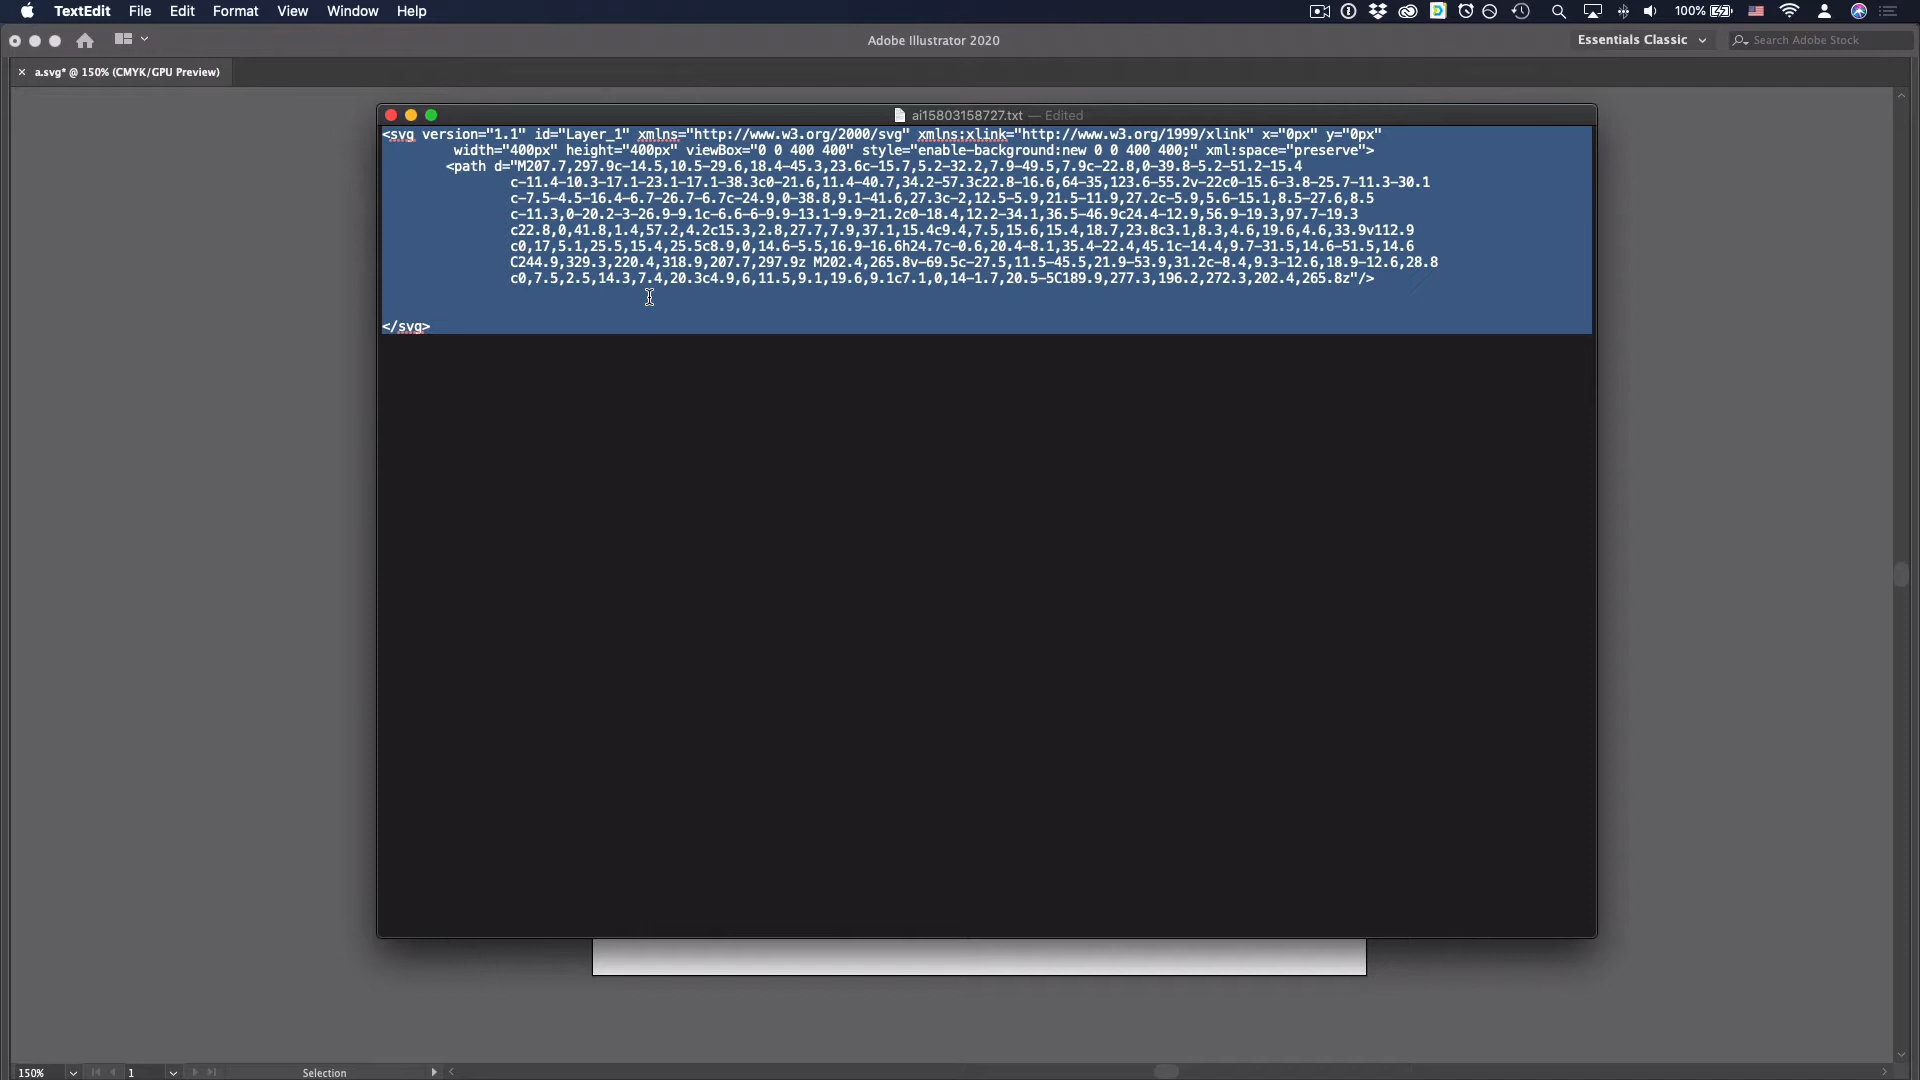 TextEdit File Edit Format View Window Help 100%
Adobe Illustrator 2020 Essentials Classic Search Adobe Stock
a.svg* @ 150% (CMYK/GPU Preview)
ai15803158727.txt — Edited
<svg version="1.1" id="Layer_1" xmlns="http://www.w3.org/2000/svg" xmlns:xlink="http://www.w3.org/1999/xlink" x="0px" y="0px"
width="400px" height="400px" viewBox="0 0 400 400" style="enable-background:new 0 0 400 400;" xml:space="preserve">
<path d="M207.7,297.9c-14.5,10.5-29.6,18.4-45.3,23.6c-15.7,5.2-32.2,7.9-49.5,7.9c-22.8,0-39.8-5.2-51.2-15.4
c-11.4-10.3-17.1-23.1-17.1-38.3c0-21.6,11.4-40.7,34.2-57.3c22.8-16.6,64-35,123.6-55.2v-22c0-15.6-3.8-25.7-11.3-30.1
c-7.5-4.5-16.4-6.7-26.7-6.7c-24.9,0-38.8,9.1-41.6,27.3c-2,12.5-5.9,21.5-11.9,27.2c-5.9,5.6-15.1,8.5-27.6,8.5
c-11.3,0-20.2-3-26.9-9.1c-6.6-6-9.9-13.1-9.9-21.2c0-18.4,12.2-34.1,36.5-46.9c24.4-12.9,56.9-19.3,97.7-19.3
c22.8,0,41.8,1.4,57.2,4.2c15.3,2.8,27.7,7.9,37.1,15.4c9.4,7.5,15.6,15.4,18.7,23.8c3.1,8.3,4.6,19.6,4.6,33.9v112.9
c0,17,5.1,25.5,15.4,25.5c8.9,0,14.6-5.5,16.9-16.6h24.7c-0.6,20.4-8.1,35.4-22.4,45.1c-14.4,9.7-31.5,14.6-51.5,14.6
C244.9,329.3,220.4,318.9,207.7,297.9z M202.4,265.8v-69.5c-27.5,11.5-45.5,21.9-53.9,31.2c-8.4,9.3-12.6,18.9-12.6,28.8
c0,7.5,2.5,14.3,7.4,20.3c4.9,6,11.5,9.1,19.6,9.1c7.1,0,14-1.7,20.5-5C189.9,277.3,196.2,272.3,202.4,265.8z"/>
</svg>
150% 1 Selection